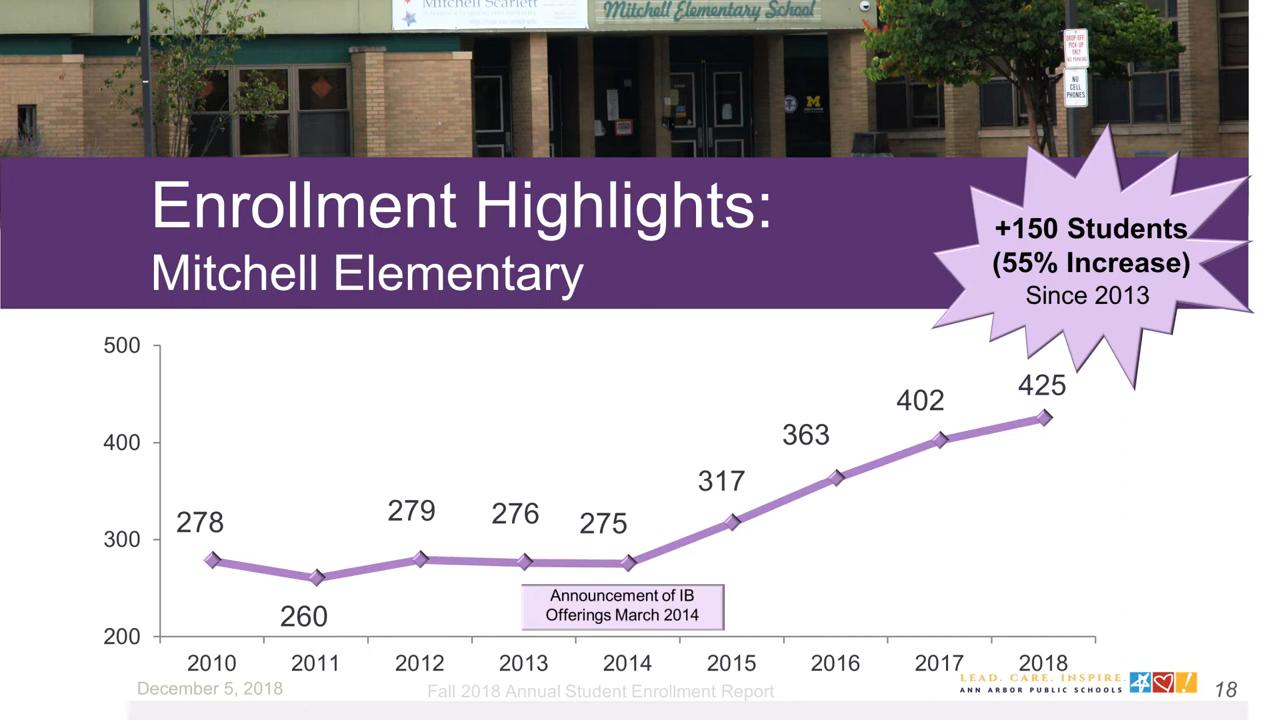 Mitchell Scarlett
Mitchell Elementary School
DROP-OFF
PICK UP
ONLY
NO PARKING
NO
CELL
PHONES
M
Enrollment Highlights:
Mitchell Elementary
+150 Students
(55% Increase)
Since 2013
500
400
300
200
278
260
279
276
275
317
363
402
425
Announcement of IB
Offerings March 2014
2010 2011 2012 2013 2014 2015 2016 2017 2018
December 5, 2018
Fall 2018 Annual Student Enrollment Report
LEAD. CARE. INSPIRE.
ANN ARBOR PUBLIC SCHOOLS
18